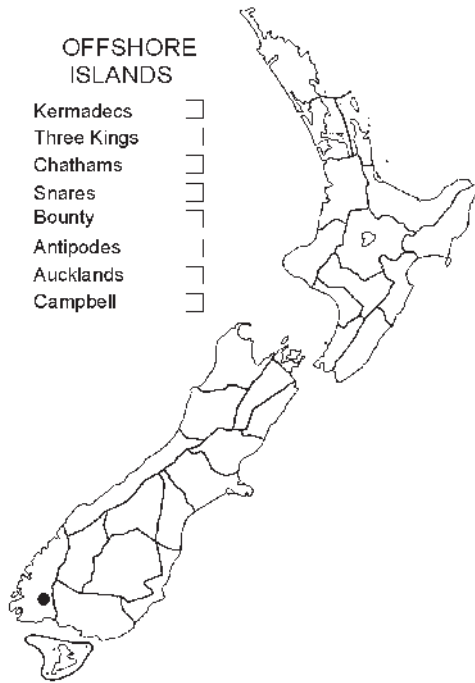 OFFSHORE
ISLANDS
Kermadecs
Three Kings
Chathams
Snares
Bounty
Antipodes
Aucklands
Campbell